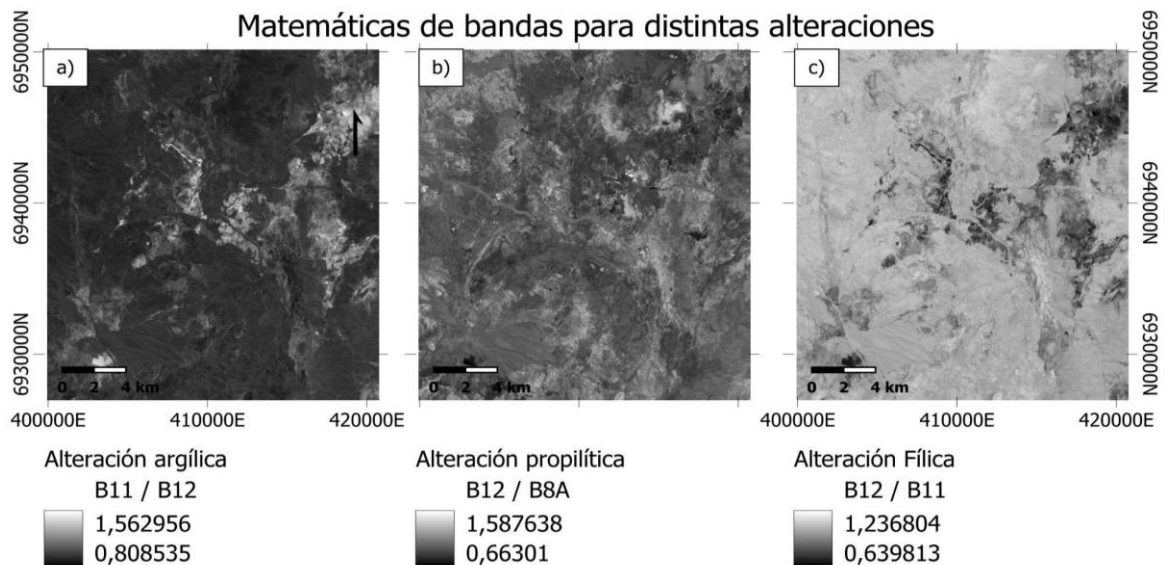 Matemáticas de bandas para distintas alteraciones
a)
b)
c)
6950000N
6940000N
6930000N
6950000N
6940000N
6930000N
0 2 4 km
0 2 4 km
0 2 4 km
400000E 410000E 420000E
400000E 410000E 420000E
Alteración argílica
B11 / B12
1,562956
0,808535
Alteración propilítica
B12 / B8A
1,587638
0,66301
Alteración Fílica
B12 / B11
1,236804
0,639813